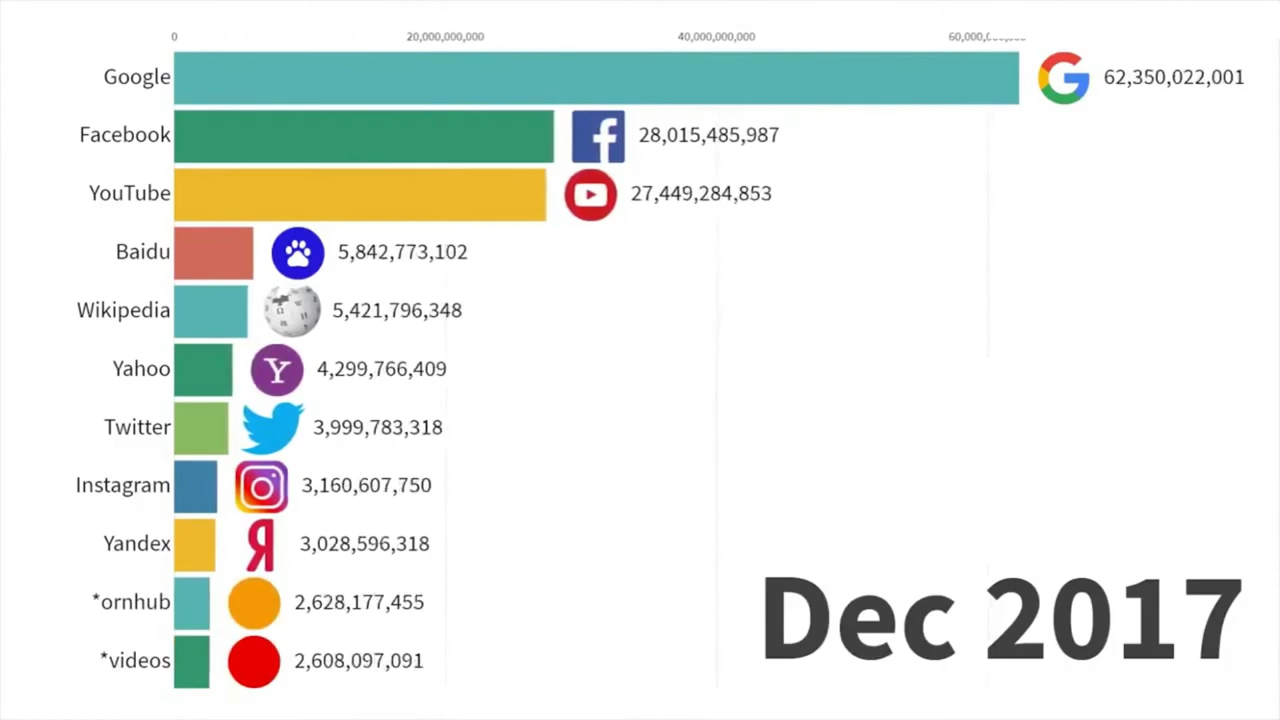 0 20,000,000,000 40,000,000,000
Google 62,350,022,001
Facebook 28,015,485,987
YouTube 27,449,284,853
Baidu 5,842,773,102
Wikipedia 5,421,796,348
Yahoo Y 4,299,766,409
Twitter 3,999,783,318
Instagram 3,160,607,750
Yandex Я 3,028,596,318
*ornhub 2,628,177,455
*videos 2,608,097,091
Dec 2017